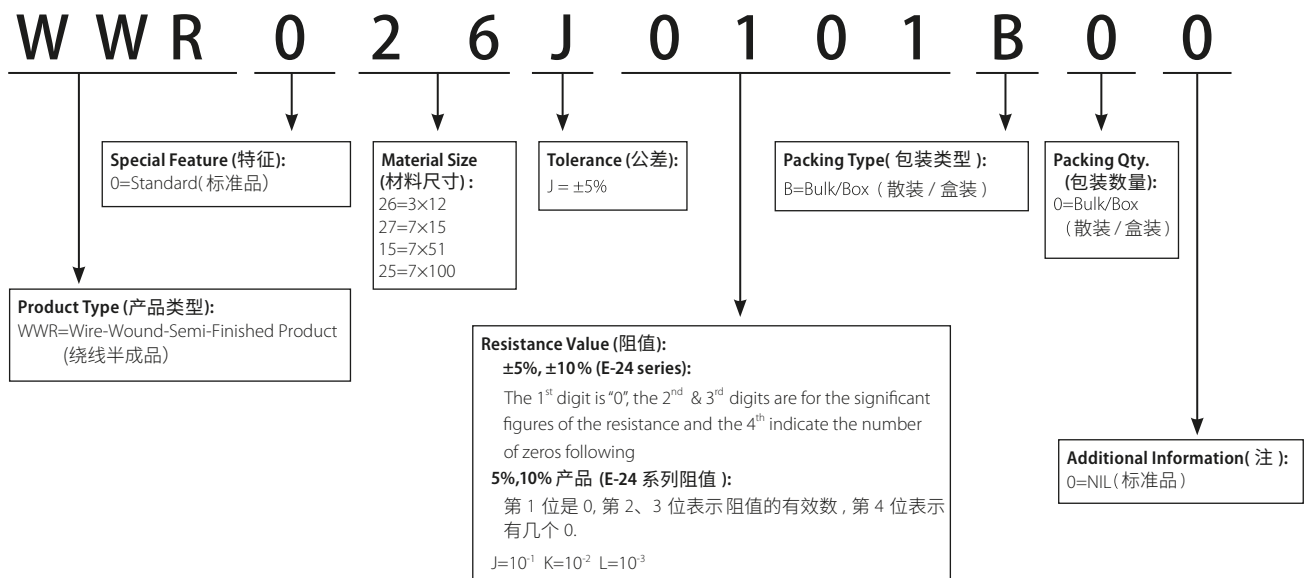 W W R 0 2 6 J 0 1 0 1 B 0 0
Special Feature (特征):
0=Standard(标准品)
Material Size
(材料尺寸) :
26=3×12
27=7×15
15=7×51
25=7×100
Tolerance (公差):
J = ±5%
Packing Type( 包装类型 ):
B=Bulk/Box（散装 / 盒装）
Packing Qty.
(包装数量):
0=Bulk/Box
（散装 / 盒装）
Product Type (产品类型):
WWR=Wire-Wound-Semi-Finished Product
(绕线半成品）
Resistance Value (阻值):
±5%, ±10% (E-24 series):
The 1st digit is “0”, the 2nd & 3rd digits are for the significant
figures of the resistance and the 4th indicate the number
of zeros following
5%,10% 产品 (E-24 系列阻值 ):
第 1 位是 0, 第 2、3 位表示 阻值的有效数 , 第 4 位表示
有几个 0.
J=10-1 K=10-2 L=10-3
Additional Information( 注 ):
0=NIL（标准品）